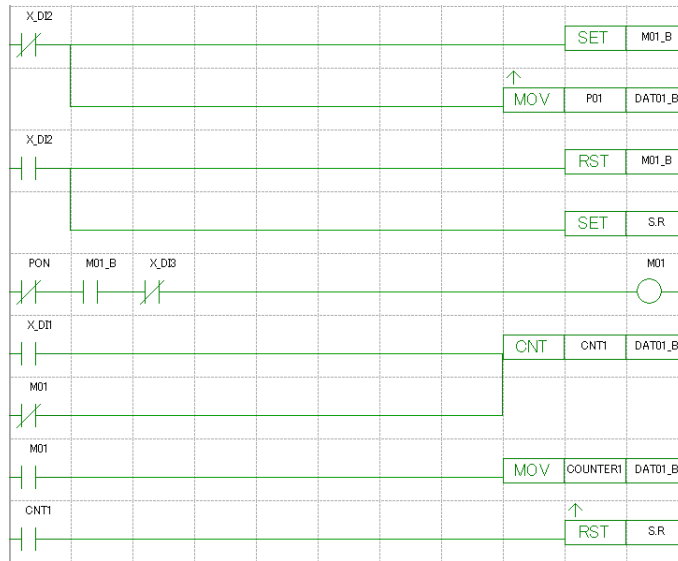 X_DI2
SET M01_B
MOV P01 DAT01_B
X_DI2
RST M01_B
SET S.R
PON M01_B X_DI3 M01
X_DI1
CNT CNT1 DAT01_B
M01
M01
MOV COUNTER1 DAT01_B
CNT1
RST S.R